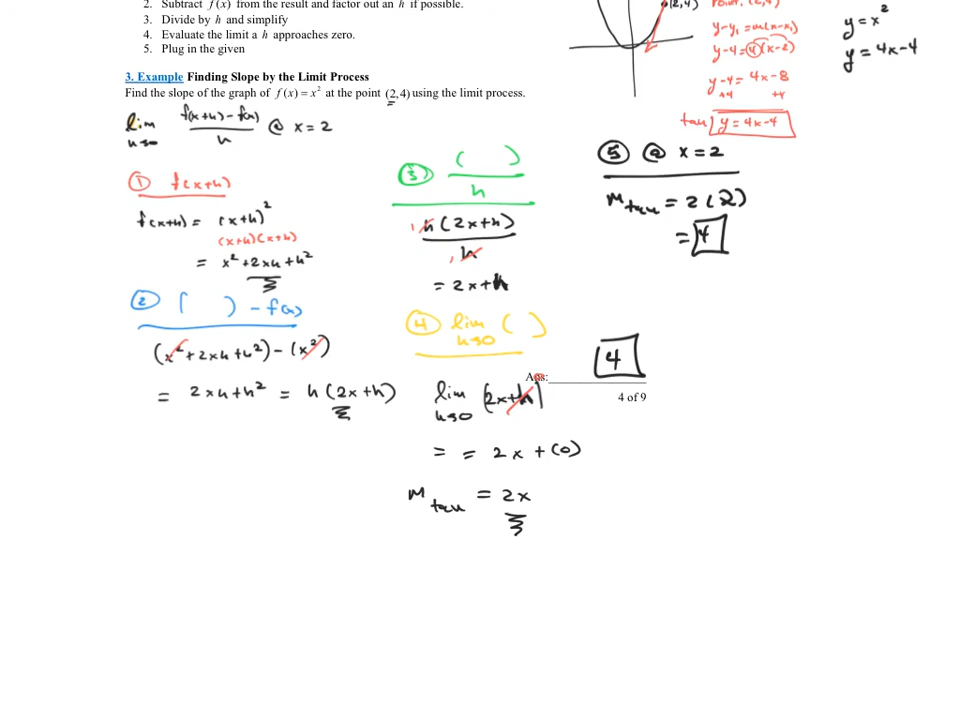 2. Subtract f(x) from the result and factor out an h if possible.
3. Divide by h and simplify
4. Evaluate the limit a h approaches zero.
5. Plug in the given
3. Example Finding Slope by the Limit Process
Find the slope of the graph of f(x) = x² at the point (2,4) using the limit process.
lim h→0 f(x+h) - f(x) / h @ x = 2
① f(x+h)
f(x+h) = (x+h)²
(x+h)(x+h)
= x² + 2xh + h²
② ( ) - f(x)
(x² + 2xh + h²) - (x²)
= 2xh + h² = h(2x+h)
③ ( ) / h
h(2x+h) / h
= 2x+h
④ lim h→0 ( )
lim h→0 (2x+h)
= = 2x + (0)
m tan = 2x
(2,4) Point: (2,4)
y-y₁ = m(x-x₁)
y-4 = (4)(x-2)
y-4 = 4x-8
+4 +4
tan y = 4x-4
y = x²
y = 4x-4
⑤ @ x = 2
m tan = 2(2)
= 4
4
Ans:
4 of 9